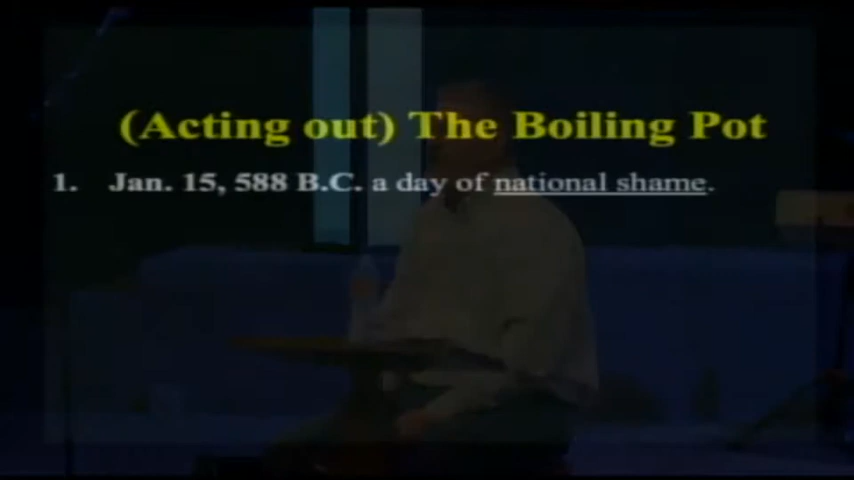 (Acting out) The Boiling Pot
1. Jan. 15, 588 B.C. a day of national shame.